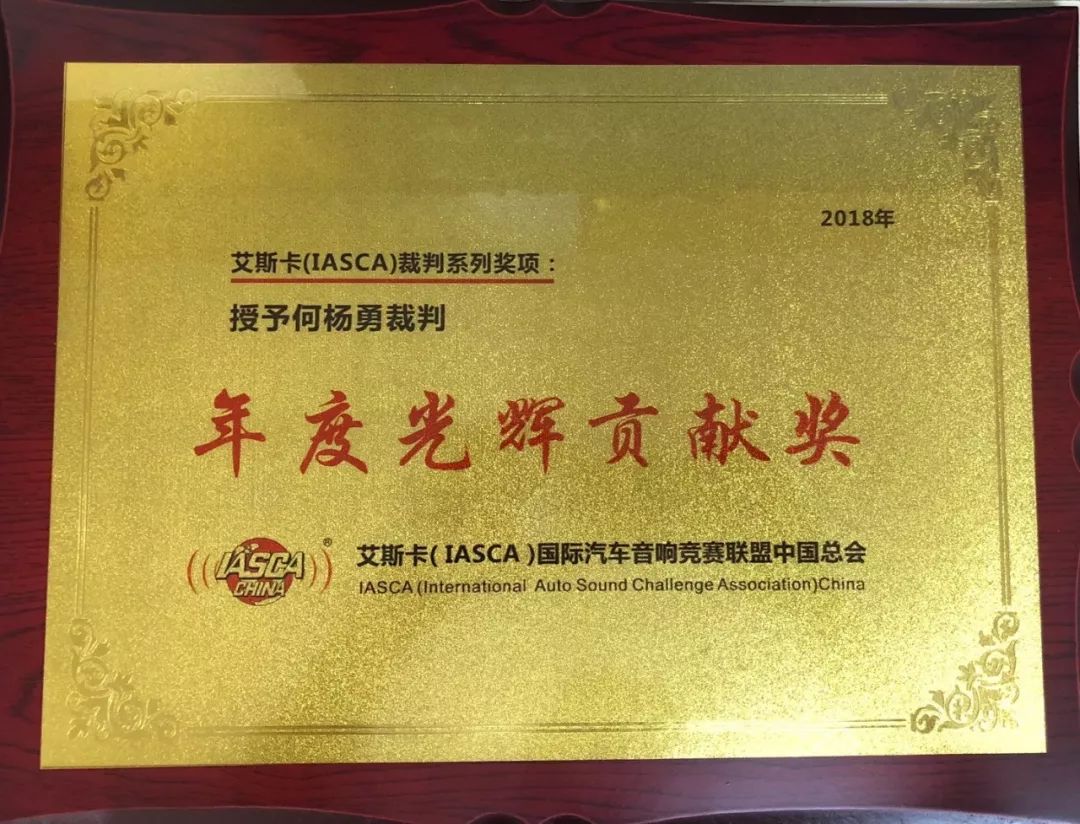 2018年
艾斯卡(IASCA)裁判系列奖项：
授予何杨勇裁判
年度光辉贡献奖
IASCA ®
CHINA
艾斯卡( IASCA )国际汽车音响竞赛联盟中国总会
IASCA (International Auto Sound Challenge Association)China